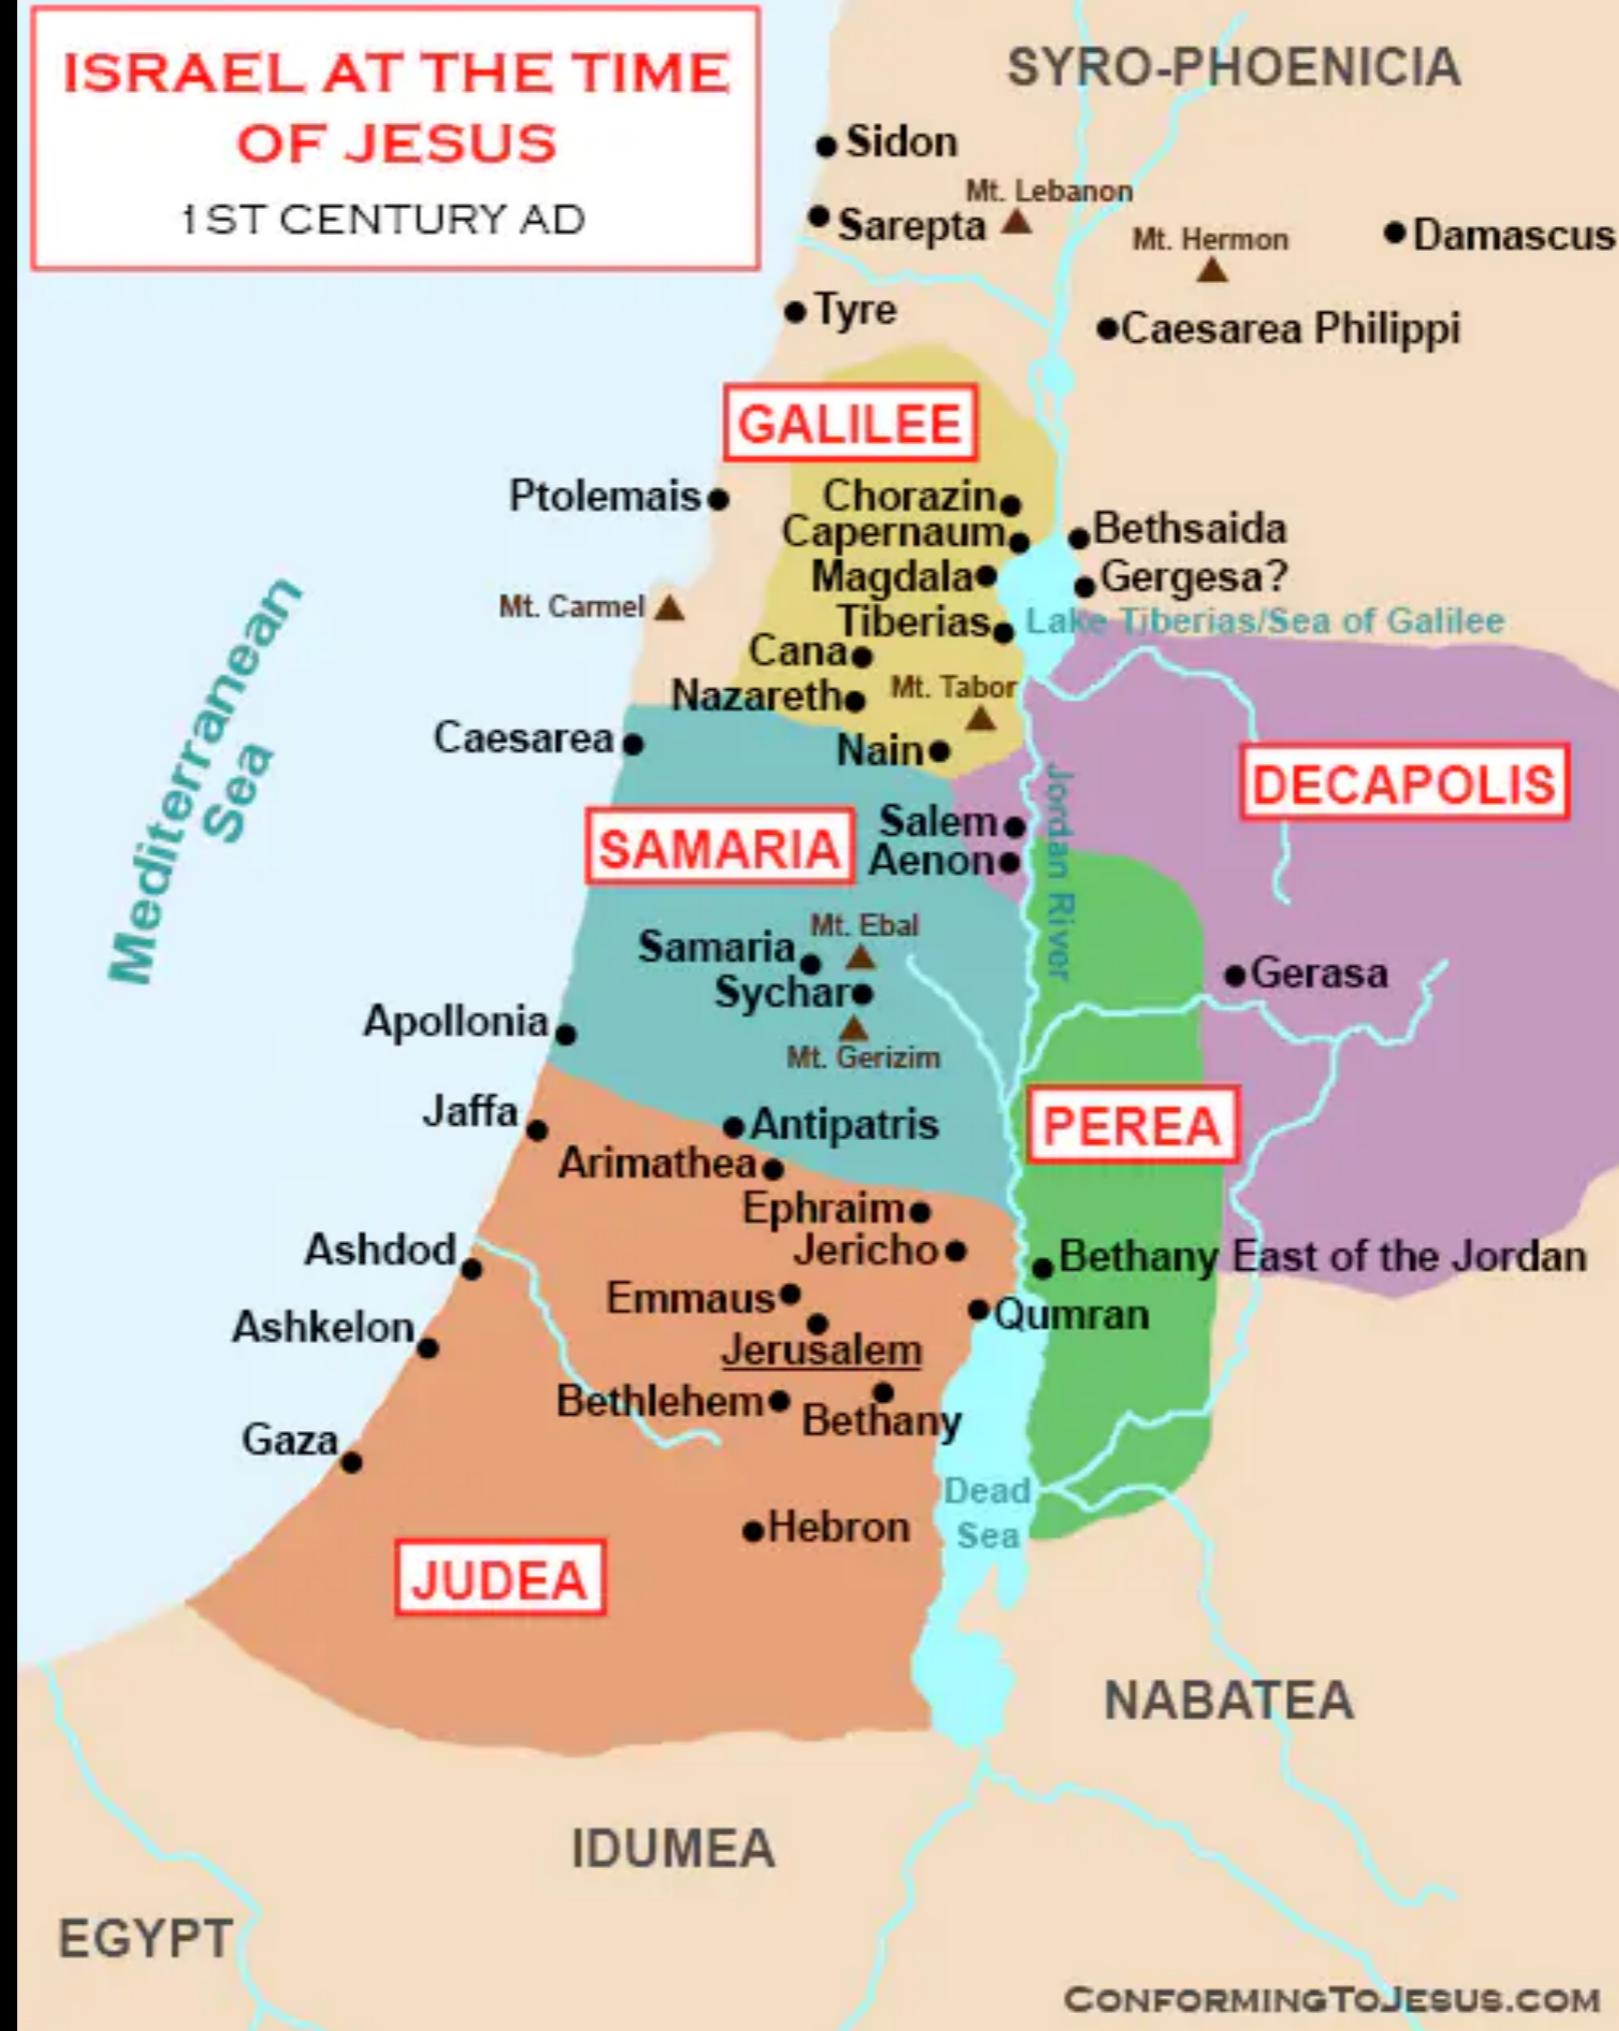 ISRAEL AT THE TIME
OF JESUS
1ST CENTURY AD
SYRO-PHOENICIA
Sidon
Mt. Lebanon
Sarepta
Mt. Hermon
Damascus
Tyre
Caesarea Philippi
GALILEE
Ptolemais
Chorazin
Capernaum
Bethsaida
Magdala
Gergesa?
Mt. Carmel
Tiberias
Lake Tiberias/Sea of Galilee
Cana
Nazareth
Mt. Tabor
Caesarea
Nain
Mediterranean
Sea
DECAPOLIS
SAMARIA
Salem
Aenon
Jordan River
Mt. Ebal
Samaria
Sychar
Gerasa
Apollonia
Mt. Gerizim
Jaffa
Antipatris
PEREA
Arimathea
Ephraim
Jericho
Ashdod
Bethany East of the Jordan
Emmaus
Qumran
Ashkelon
Jerusalem
Bethlehem
Bethany
Gaza
Dead
Sea
Hebron
JUDEA
NABATEA
IDUMEA
EGYPT
CONFORMINGTOJESUS.COM